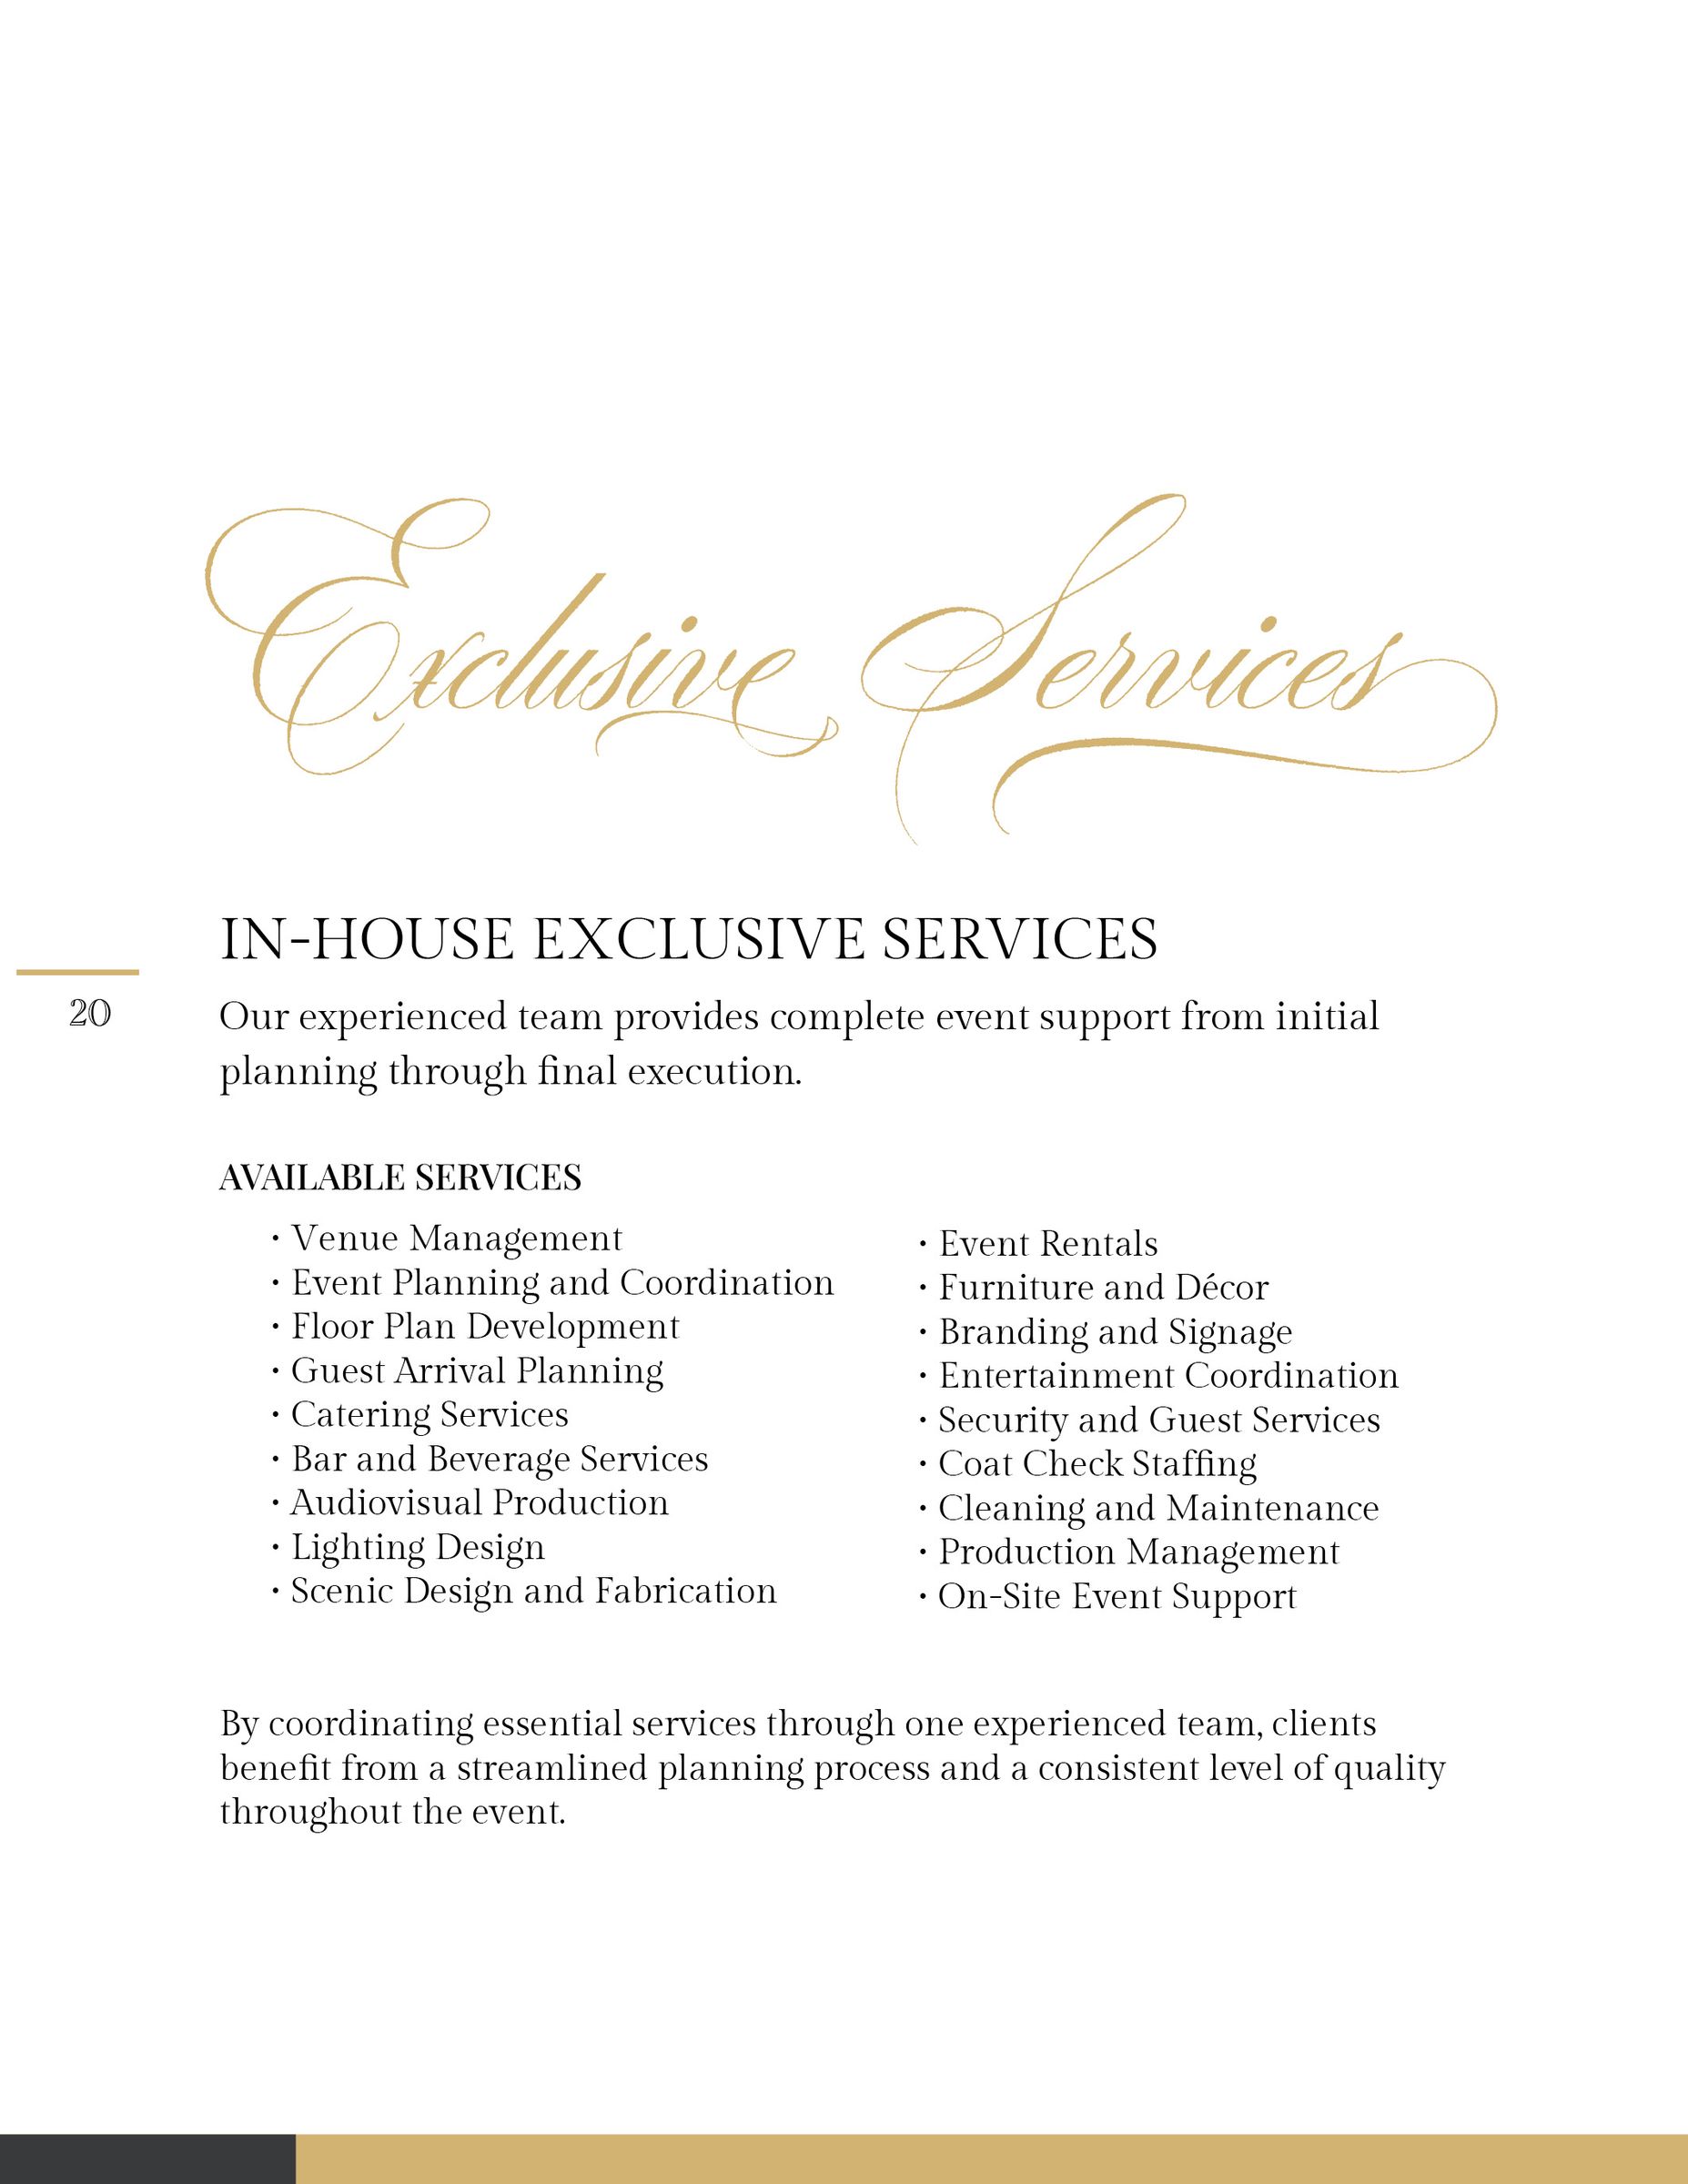 Exclusive Services
IN-HOUSE EXCLUSIVE SERVICES
20
Our experienced team provides complete event support from initial
planning through final execution.
AVAILABLE SERVICES
• Venue Management
• Event Planning and Coordination
• Floor Plan Development
• Guest Arrival Planning
• Catering Services
• Bar and Beverage Services
• Audiovisual Production
• Lighting Design
• Scenic Design and Fabrication
• Event Rentals
• Furniture and Décor
• Branding and Signage
• Entertainment Coordination
• Security and Guest Services
• Coat Check Staffing
• Cleaning and Maintenance
• Production Management
• On-Site Event Support
By coordinating essential services through one experienced team, clients
benefit from a streamlined planning process and a consistent level of quality
throughout the event.